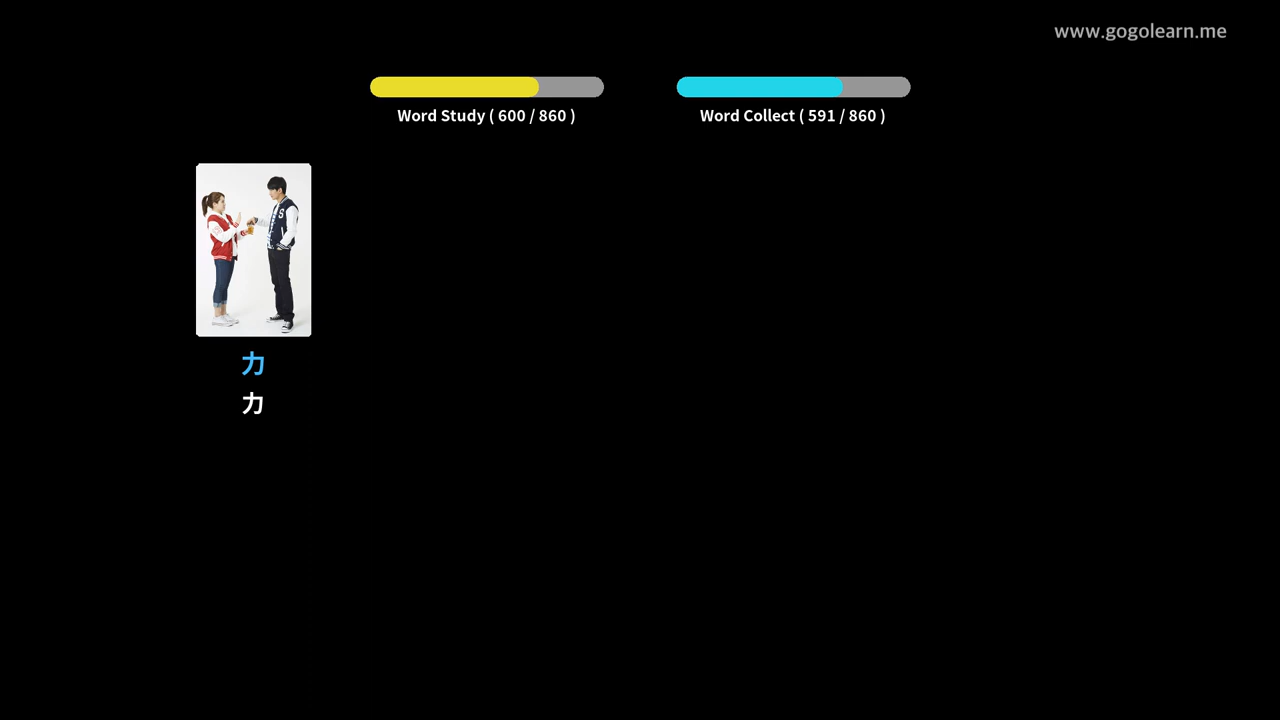 www.gogolearn.me
Word Study ( 600 / 860 )
Word Collect ( 591 / 860 )
S
力
力